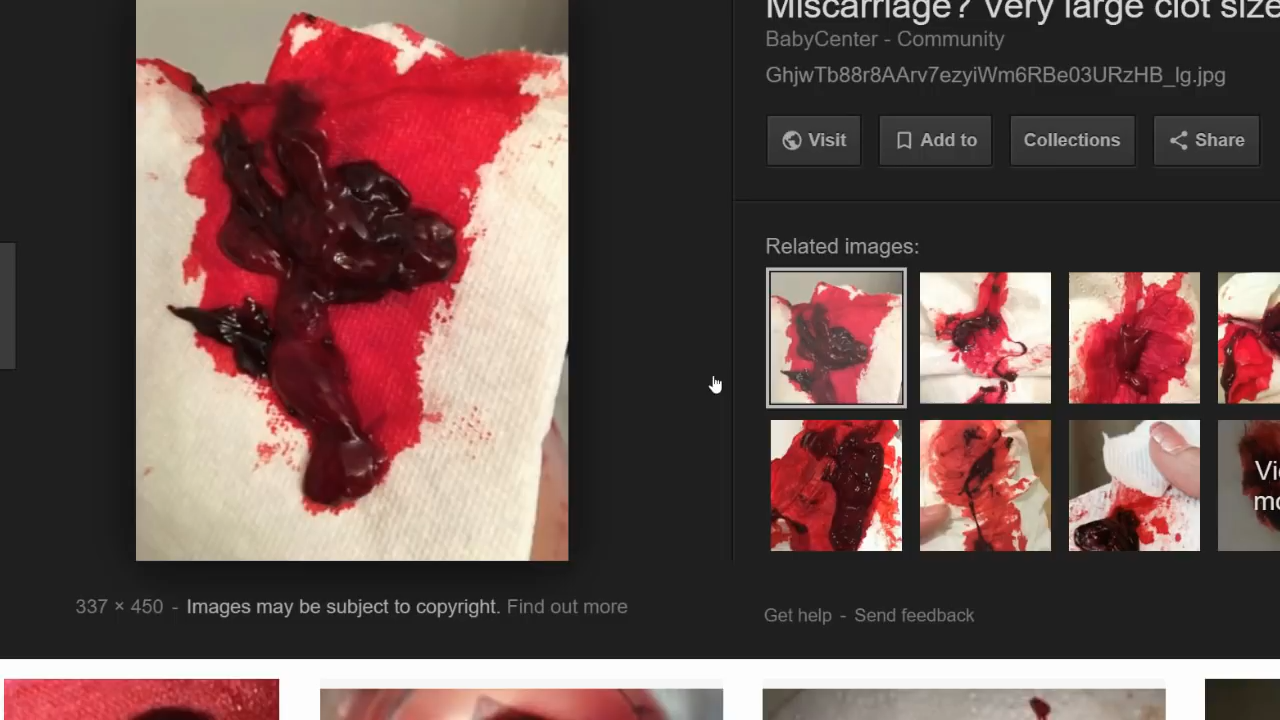 Miscarriage? Very large clot size
BabyCenter - Community
GhjwTb88r8AArv7ezyiWm6RBe03URzHB_lg.jpg
Visit
Add to
Collections
Share
Related images:
337 × 450 - Images may be subject to copyright. Find out more
Get help - Send feedback